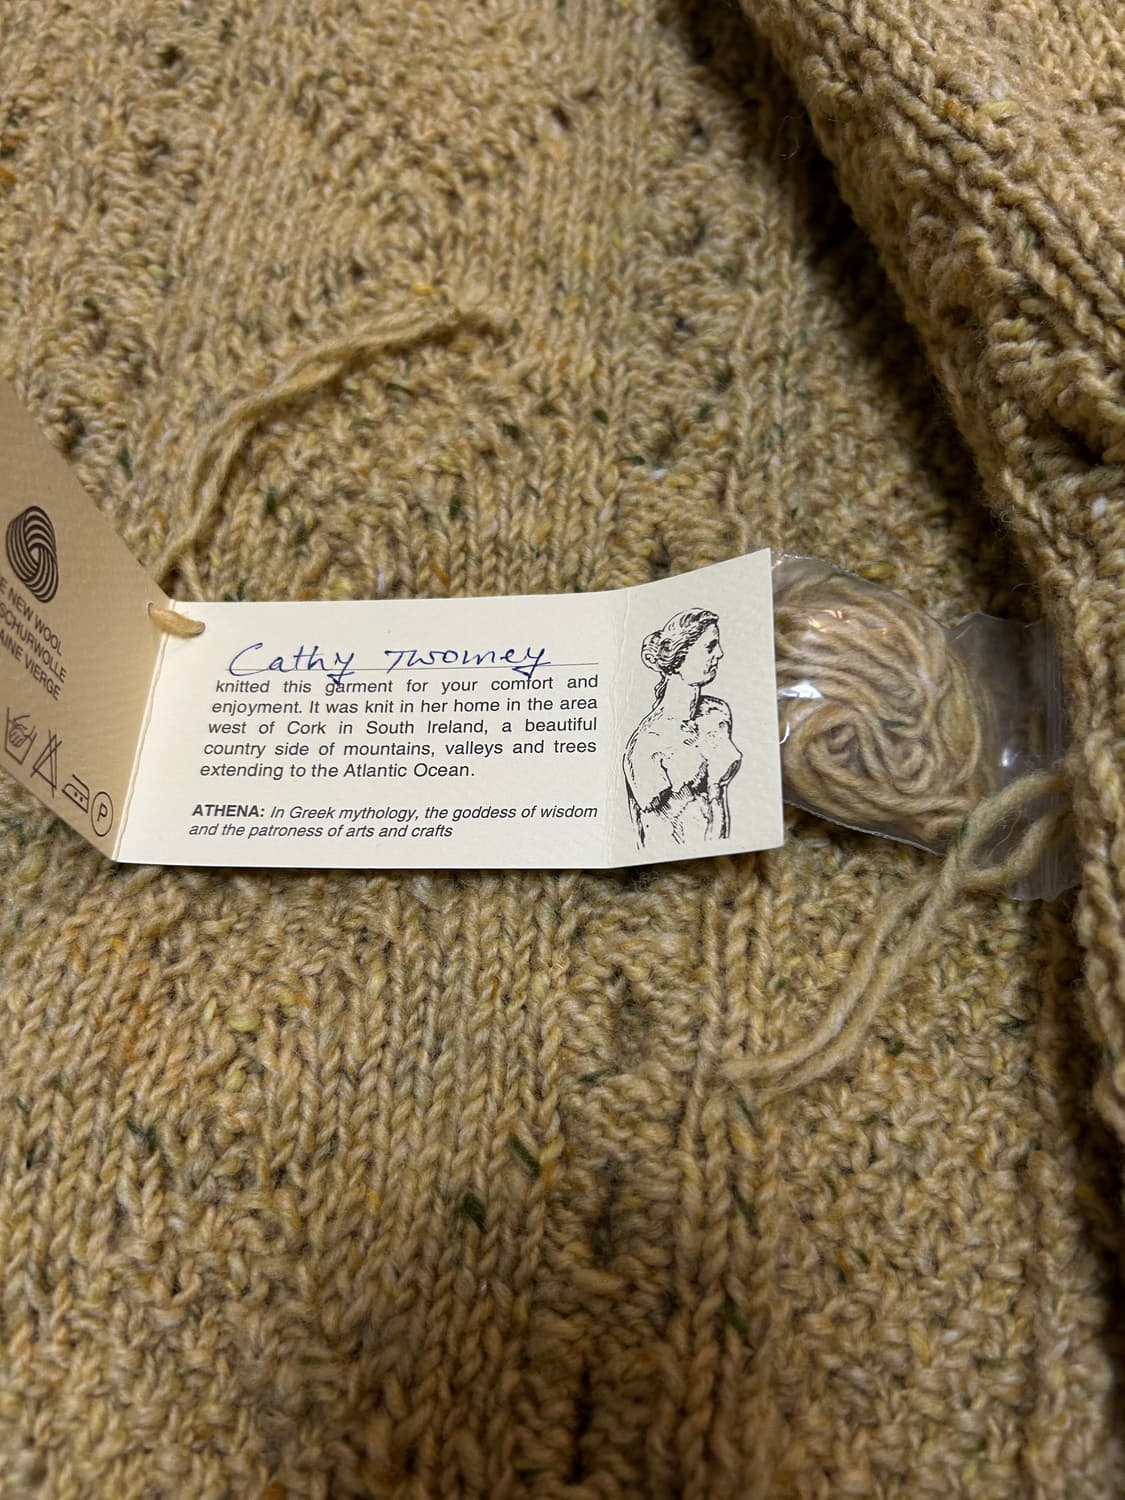 E NEW WOOL
SCHURWOLLE
LAINE VIERGE
P
Cathy Twomey
knitted this garment for your comfort and
enjoyment. It was knit in her home in the area
west of Cork in South Ireland, a beautiful
country side of mountains, valleys and trees
extending to the Atlantic Ocean.
ATHENA: In Greek mythology, the goddess of wisdom
and the patroness of arts and crafts